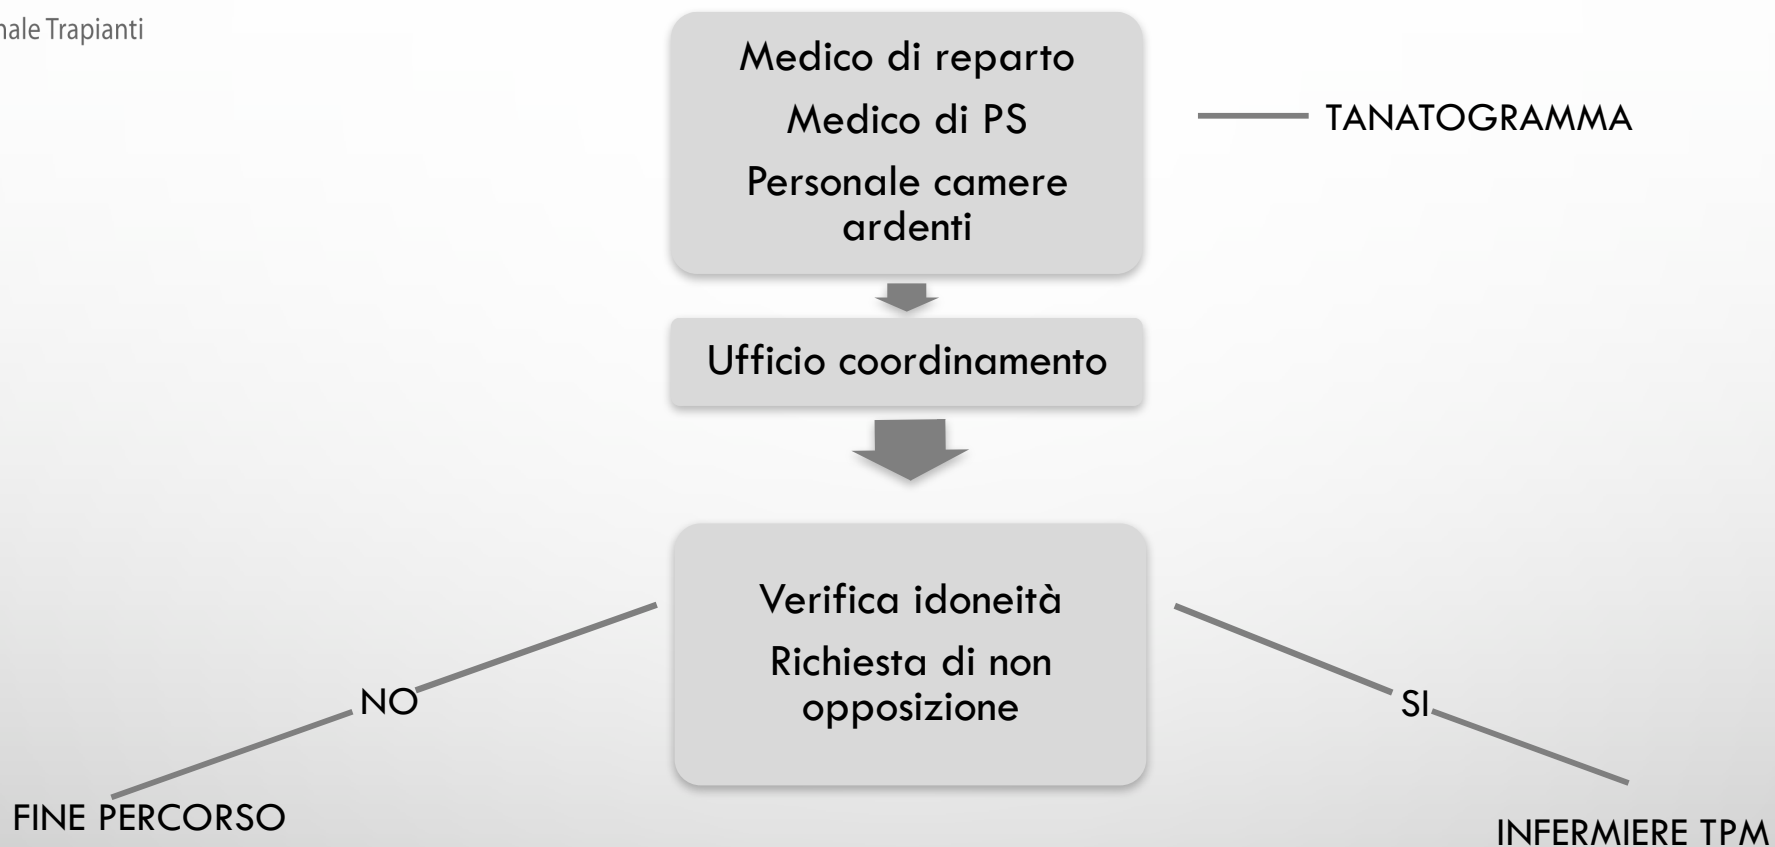 Trapianti
Medico di reparto
Medico di PS
Personale camere
ardenti
TANATOGRAMMA
Ufficio coordinamento
Verifica idoneità
Richiesta di non
opposizione
NO
SI
FINE PERCORSO
INFERMIERE TPM